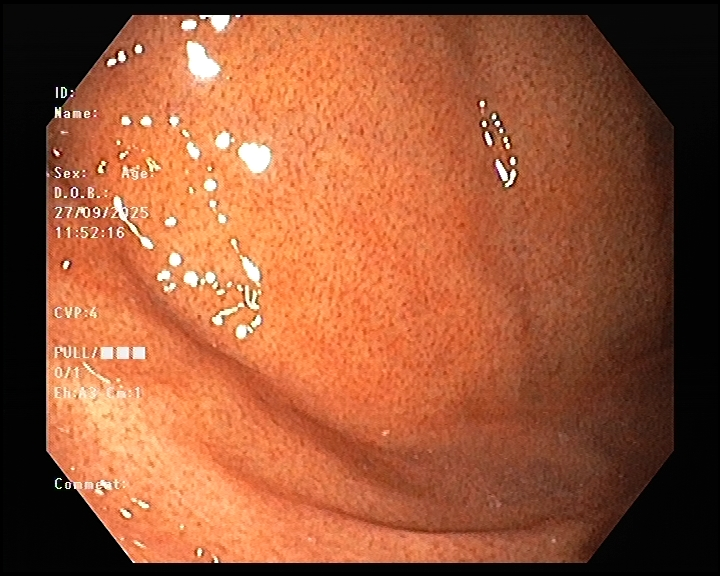 ID:
Name:
Sex: Age:
D.O.B.:
27/09/2025
11:52:16
CVP:4
PULL/■■■
0/1
Eh:A3 Cm:1
Comment: